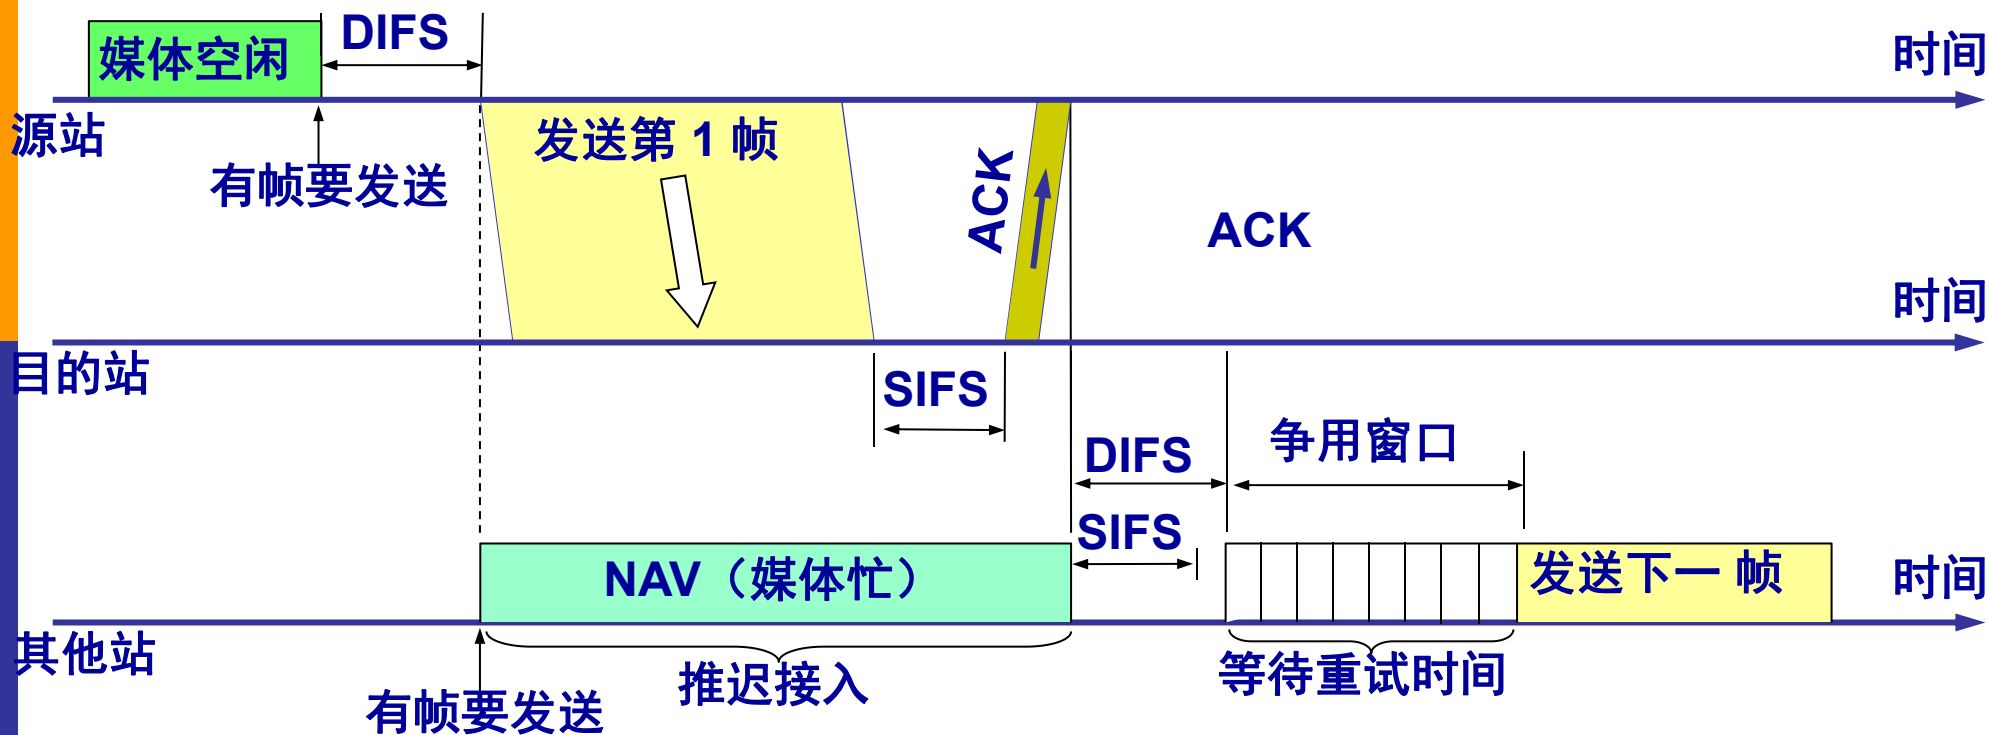 媒体空闲
DIFS
时间
源站
有帧要发送
发送第 1 帧
ACK
ACK
时间
目的站
SIFS
DIFS
争用窗口
SIFS
NAV（媒体忙）
发送下一 帧
时间
其他站
推迟接入
等待重试时间
有帧要发送